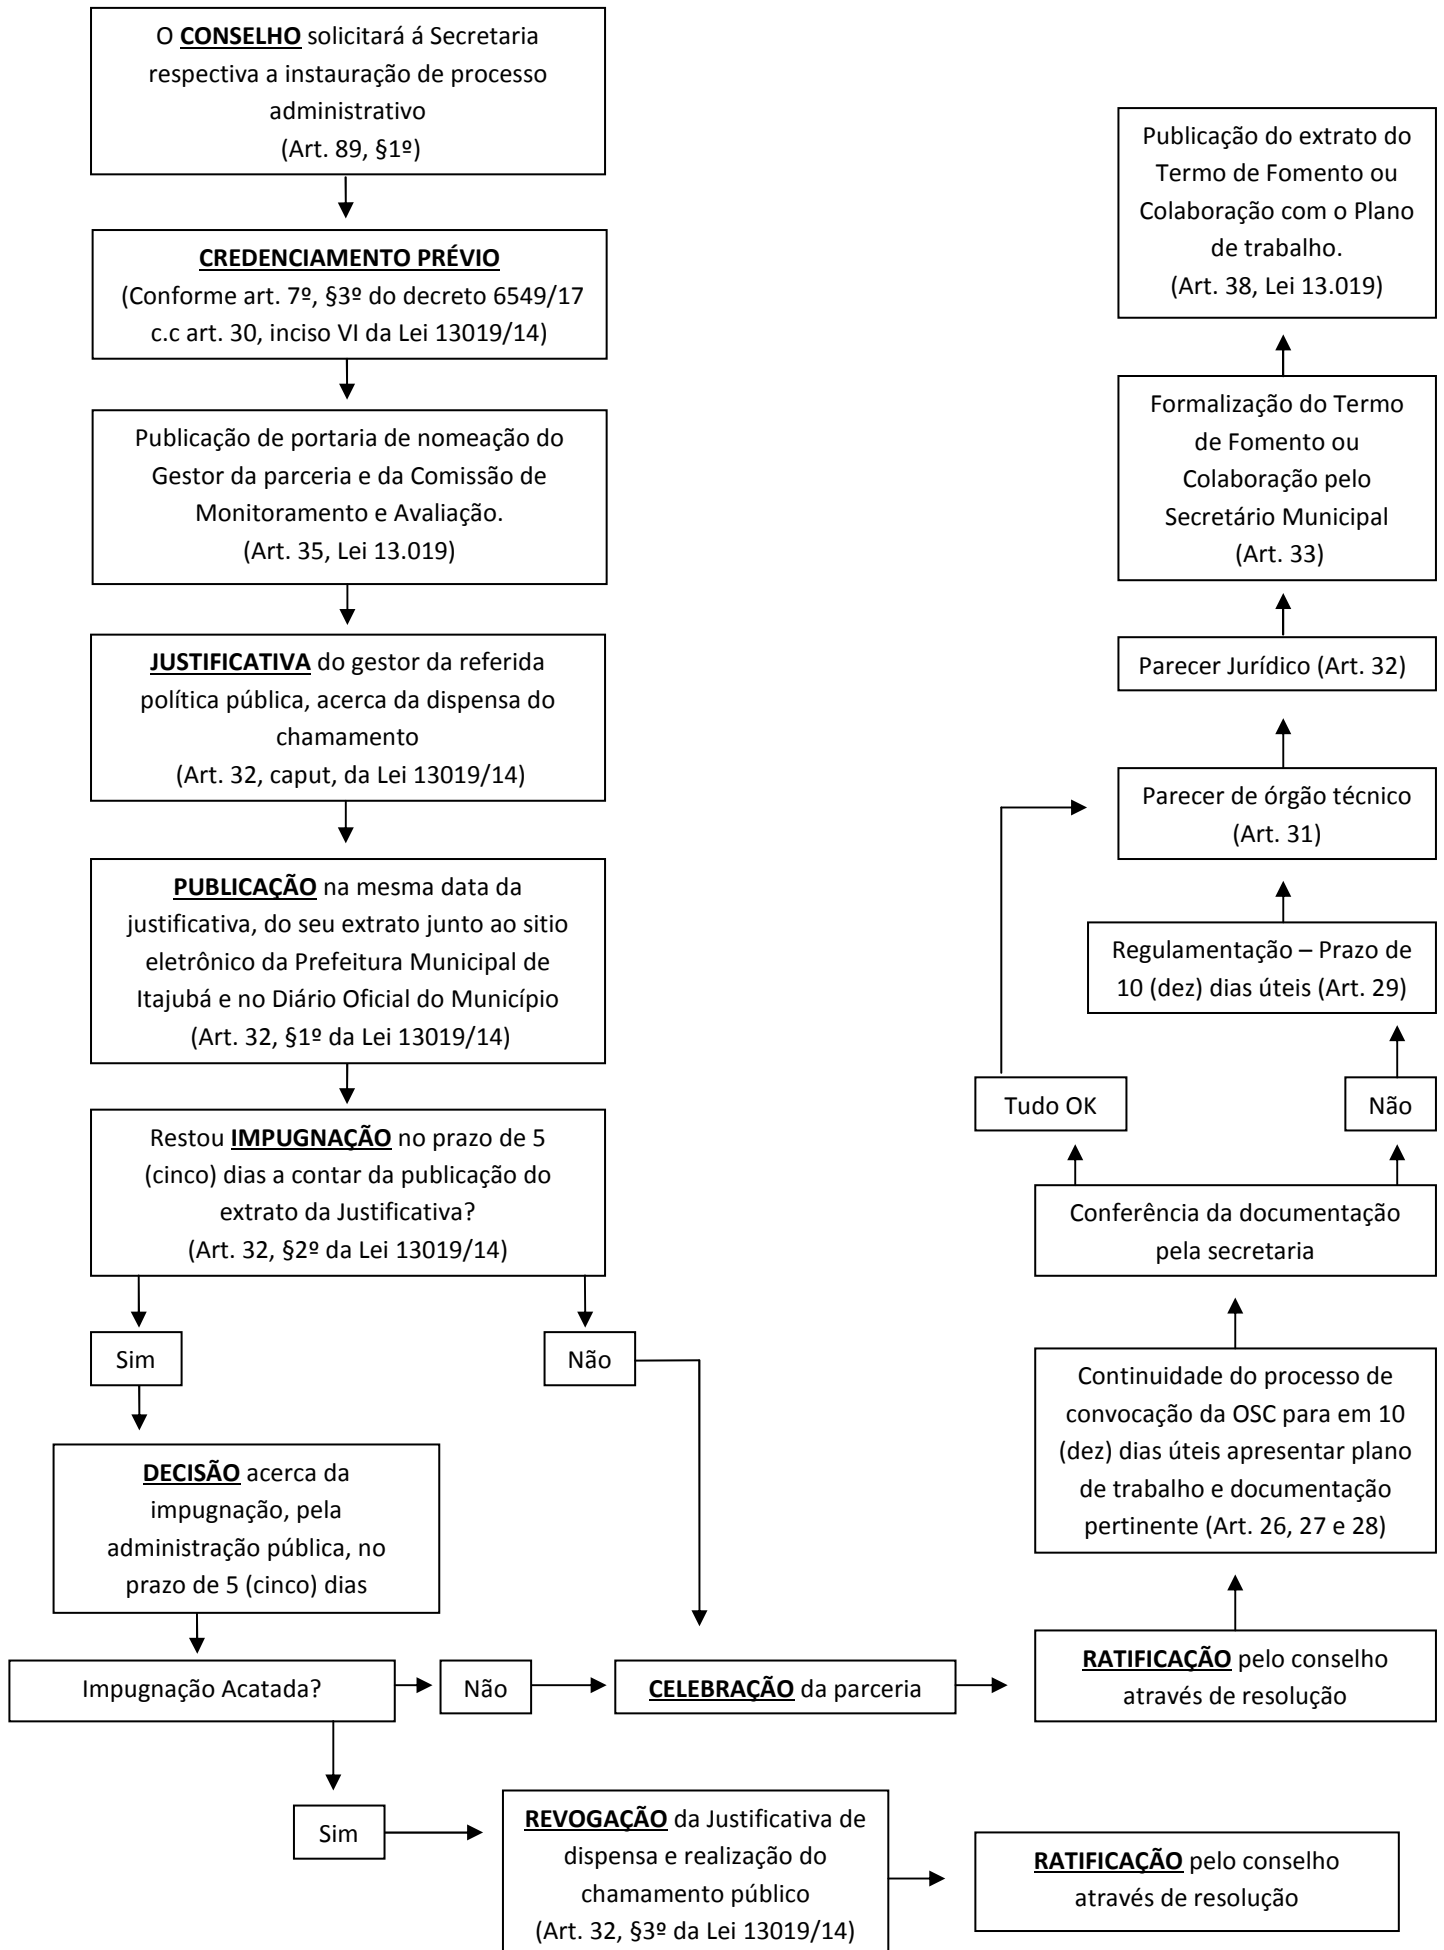 O CONSELHO solicitará á Secretaria
respectiva a instauração de processo
administrativo
(Art. 89, §1º)
CREDENCIAMENTO PRÉVIO
(Conforme art. 7º, §3º do decreto 6549/17
c.c art. 30, inciso VI da Lei 13019/14)
Publicação de portaria de nomeação do
Gestor da parceria e da Comissão de
Monitoramento e Avaliação.
(Art. 35, Lei 13.019)
JUSTIFICATIVA do gestor da referida
política pública, acerca da dispensa do
chamamento
(Art. 32, caput, da Lei 13019/14)
PUBLICAÇÃO na mesma data da
justificativa, do seu extrato junto ao sitio
eletrônico da Prefeitura Municipal de
Itajubá e no Diário Oficial do Município
(Art. 32, §1º da Lei 13019/14)
Restou IMPUGNAÇÃO no prazo de 5
(cinco) dias a contar da publicação do
extrato da Justificativa?
(Art. 32, §2º da Lei 13019/14)
Sim
Não
DECISÃO acerca da
impugnação, pela
administração pública, no
prazo de 5 (cinco) dias
Impugnação Acatada?
Não
CELEBRAÇÃO da parceria
Sim
REVOGAÇÃO da Justificativa de
dispensa e realização do
chamamento público
(Art. 32, §3º da Lei 13019/14)
RATIFICAÇÃO pelo conselho
através de resolução
RATIFICAÇÃO pelo conselho
através de resolução
Continuidade do processo de
convocação da OSC para em 10
(dez) dias úteis apresentar plano
de trabalho e documentação
pertinente (Art. 26, 27 e 28)
Conferência da documentação
pela secretaria
Tudo OK
Não
Regulamentação – Prazo de
10 (dez) dias úteis (Art. 29)
Parecer de órgão técnico
(Art. 31)
Parecer Jurídico (Art. 32)
Formalização do Termo
de Fomento ou
Colaboração pelo
Secretário Municipal
(Art. 33)
Publicação do extrato do
Termo de Fomento ou
Colaboração com o Plano
de trabalho.
(Art. 38, Lei 13.019)